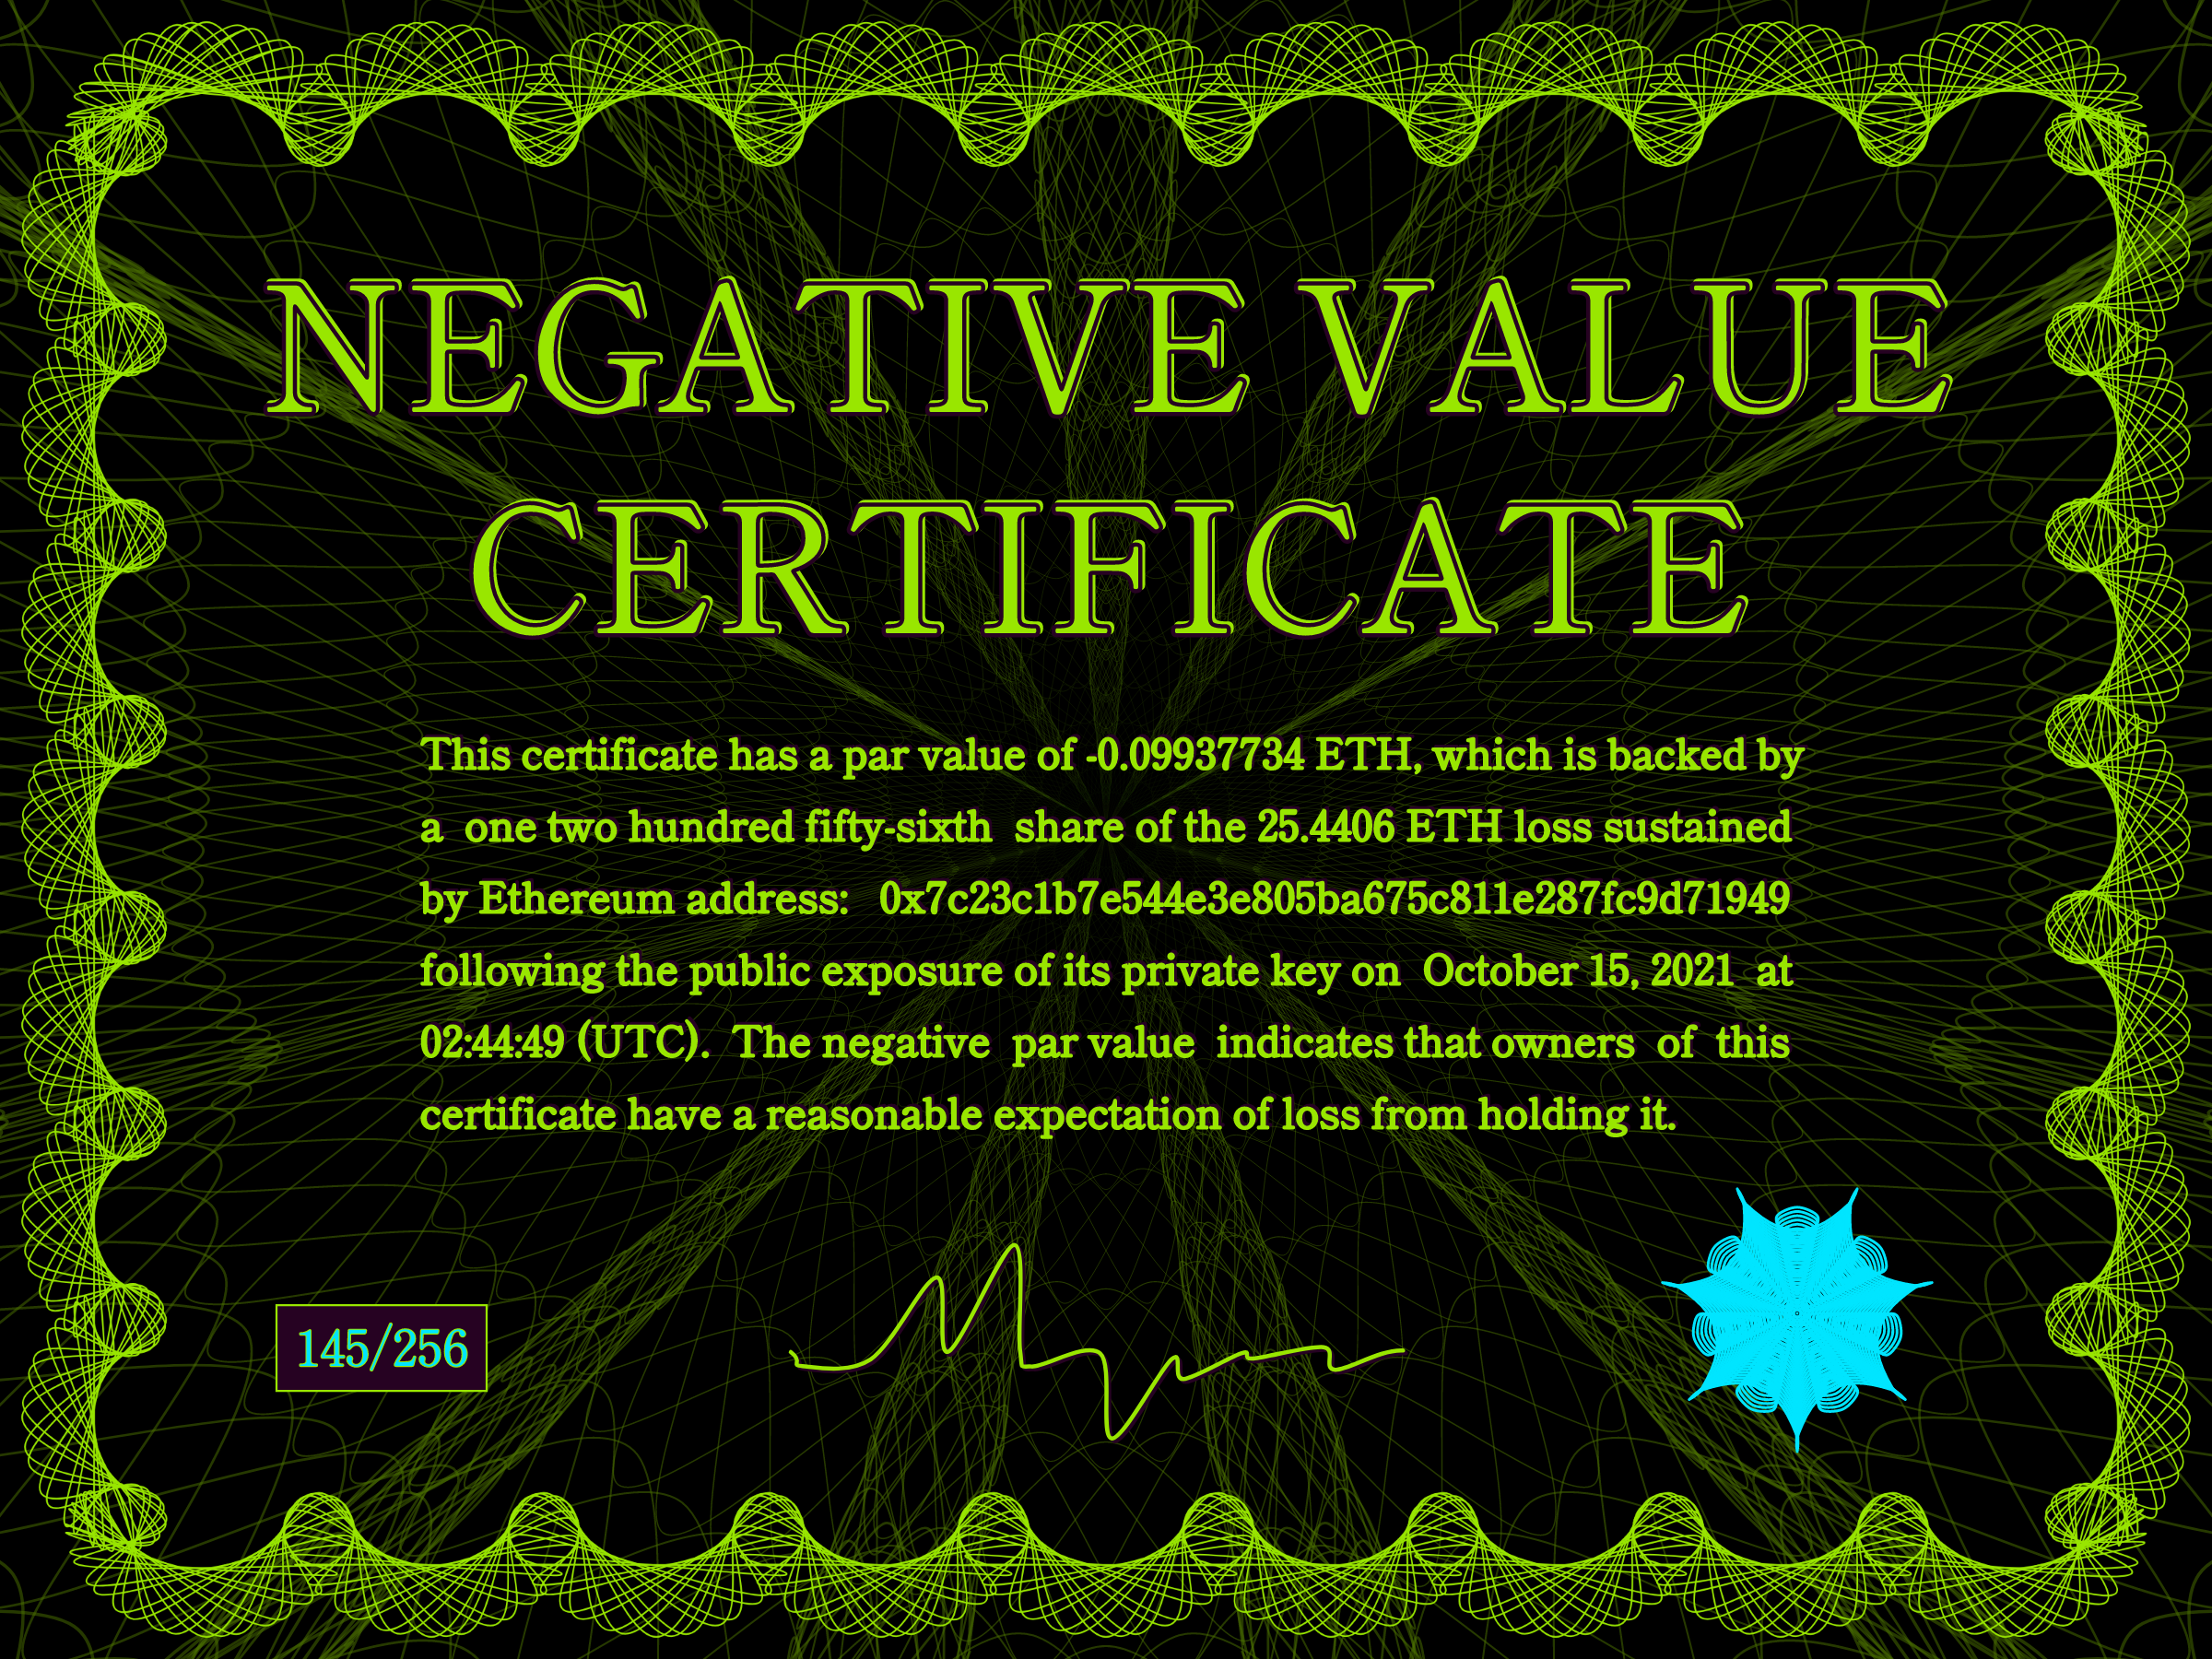 NEGATIVE VALUE
CERTIFICATE
This certificate has a par value of -0.09937734 ETH, which is backed by
a one two hundred fifty-sixth share of the 25.4406 ETH loss sustained
by Ethereum address: 0x7c23c1b7e544e3e805ba675c811e287fc9d71949
following the public exposure of its private key on October 15, 2021 at
02:44:49 (UTC). The negative par value indicates that owners of this
certificate have a reasonable expectation of loss from holding it.
145/256